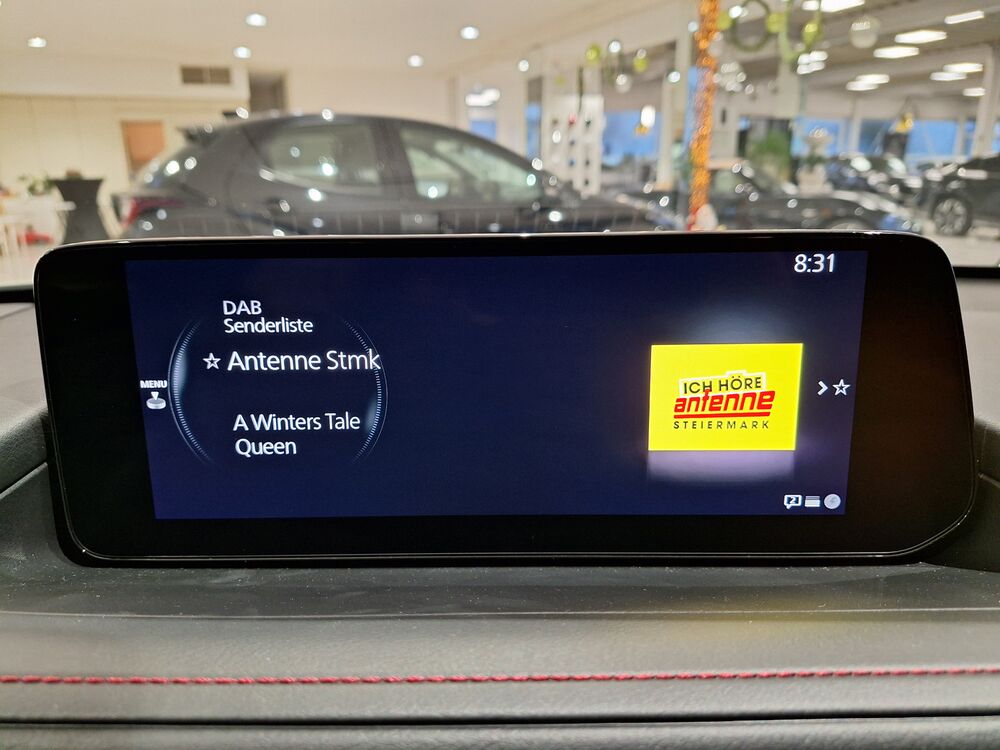 8:31
DAB
Senderliste
☆ Antenne Stmk
MENU
A Winters Tale
Queen
ICH HÖRE
antenne
STEIERMARK